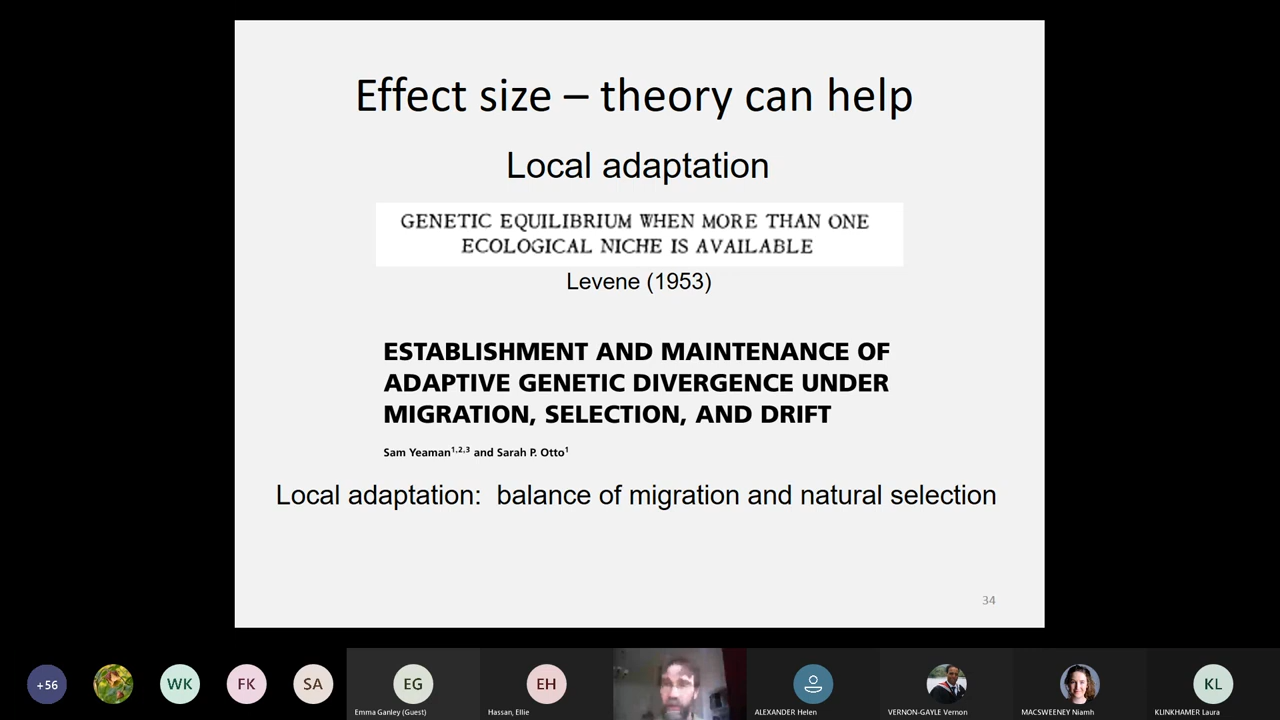 Effect size – theory can help
Local adaptation
GENETIC EQUILIBRIUM WHEN MORE THAN ONE
ECOLOGICAL NICHE IS AVAILABLE
Levene (1953)
ESTABLISHMENT AND MAINTENANCE OF
ADAPTIVE GENETIC DIVERGENCE UNDER
MIGRATION, SELECTION, AND DRIFT
Sam Yeaman1,2,3 and Sarah P. Otto1
Local adaptation: balance of migration and natural selection
34
+56
WK
FK
SA
EG
EH
KL
Emma Ganley (Guest)
Hassan, Ellie
ALEXANDER Helen
VERNON-GAYLE Vernon
MACSWEENEY Niamh
KLINKHAMER Laura